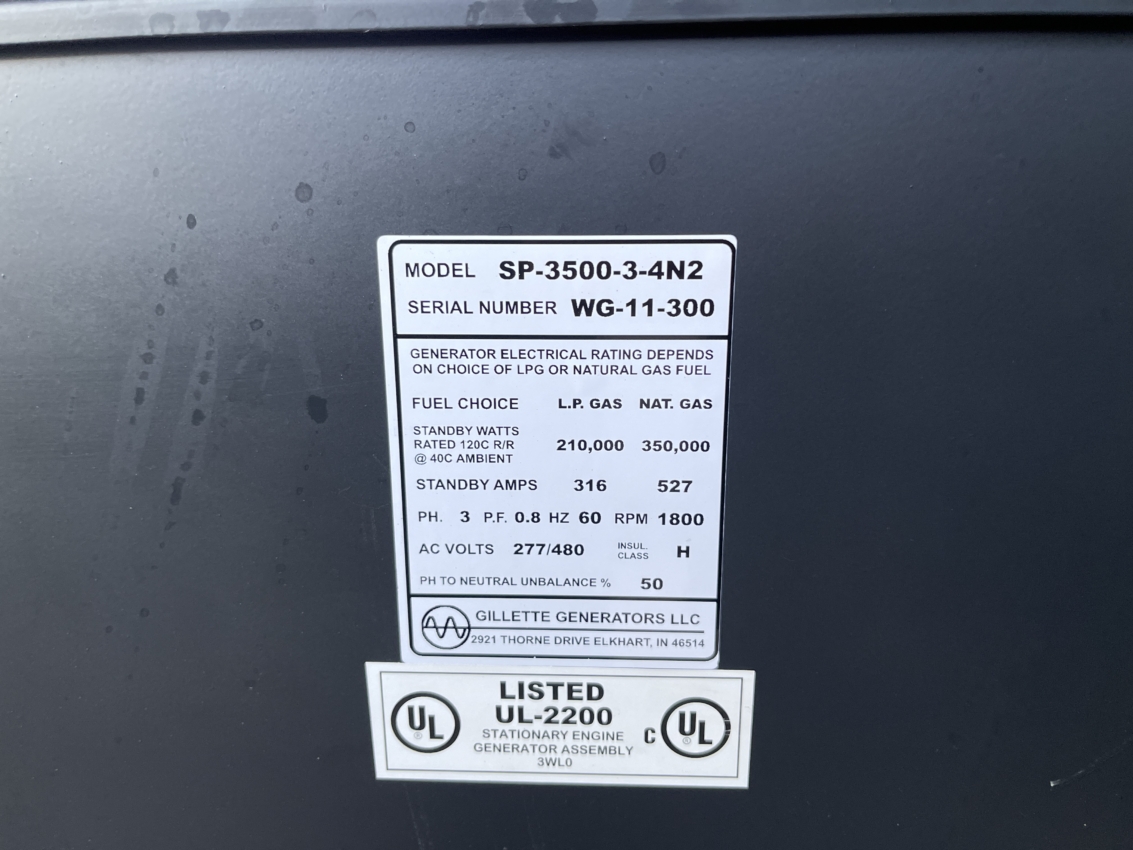 MODEL SP-3500-3-4N2
SERIAL NUMBER WG-11-300
GENERATOR ELECTRICAL RATING DEPENDS
ON CHOICE OF LPG OR NATURAL GAS FUEL
FUEL CHOICE L.P. GAS NAT. GAS
STANDBY WATTS
RATED 120C R/R 210,000 350,000
@ 40C AMBIENT
STANDBY AMPS 316 527
PH. 3 P.F. 0.8 HZ 60 RPM 1800
AC VOLTS 277/480 INSUL. CLASS H
PH TO NEUTRAL UNBALANCE % 50
GILLETTE GENERATORS LLC
2921 THORNE DRIVE ELKHART, IN 46514
LISTED
UL-2200
UL STATIONARY ENGINE C UL
GENERATOR ASSEMBLY
3WL0